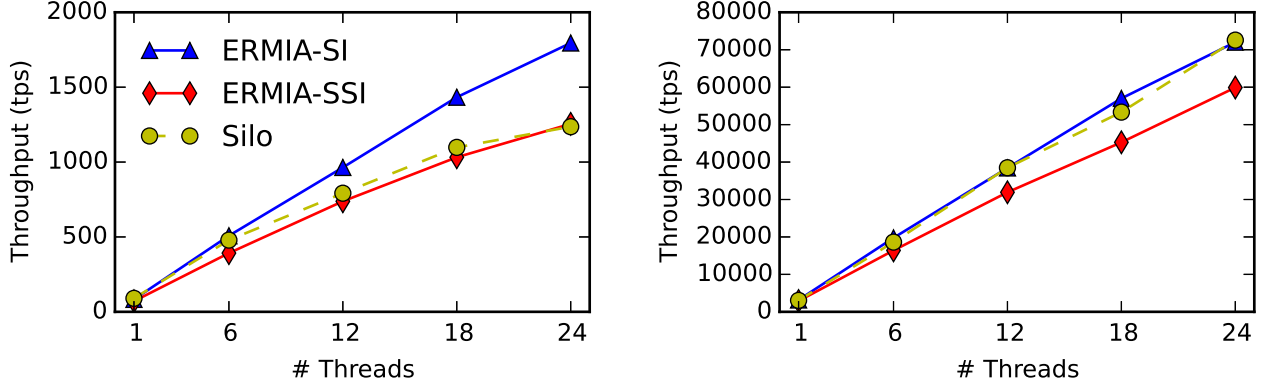 2000
1500
1000
500
0
Throughput (tps)
ERMIA-SI
ERMIA-SSI
Silo
1 6 12 18 24
# Threads
80000
70000
60000
50000
40000
30000
20000
10000
0
Throughput (tps)
1 6 12 18 24
# Threads